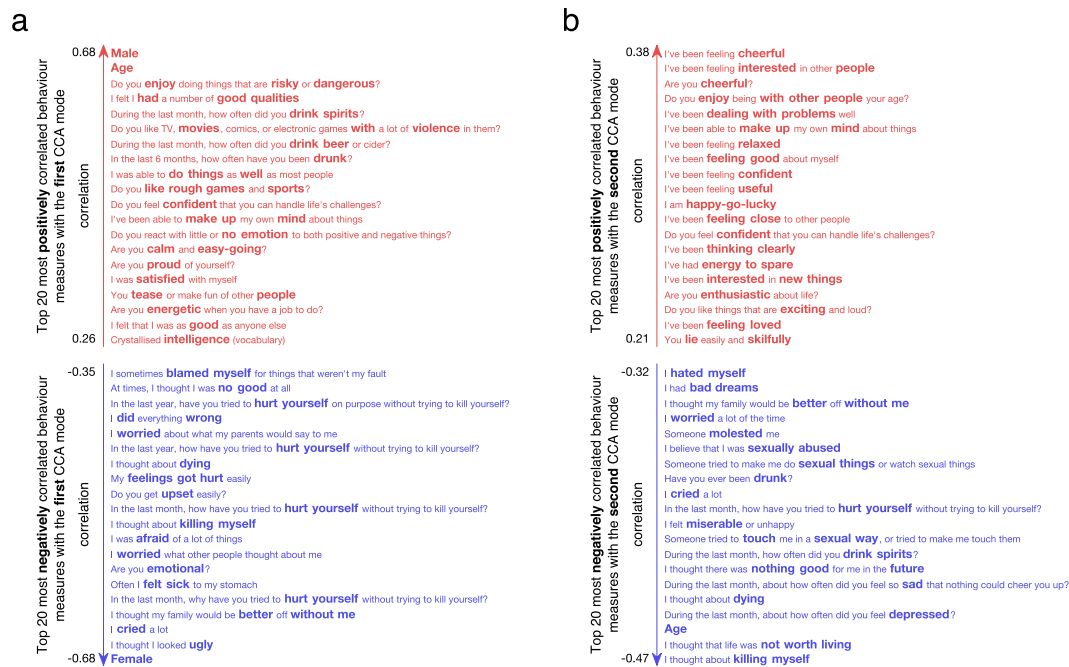 a
Top 20 most positively correlated behaviour
measures with the first CCA mode
correlation
0.68
Male
Age
Do you enjoy doing things that are risky or dangerous?
I felt I had a number of good qualities
During the last month, how often did you drink spirits?
Do you like TV, movies, comics, or electronic games with a lot of violence in them?
During the last month, how often did you drink beer or cider?
In the last 6 months, how often have you been drunk?
I was able to do things as well as most people
Do you like rough games and sports?
Do you feel confident that you can handle life's challenges?
I've been able to make up my own mind about things
Do you react with little or no emotion to both positive and negative things?
Are you calm and easy-going?
Are you proud of yourself?
I was satisfied with myself
You tease or make fun of other people
Are you energetic when you have a job to do?
I felt that I was as good as anyone else
0.26
Crystallised intelligence (vocabulary)
Top 20 most negatively correlated behaviour
measures with the first CCA mode
correlation
-0.35
I sometimes blamed myself for things that weren't my fault
At times, I thought I was no good at all
In the last year, have you tried to hurt yourself on purpose without trying to kill yourself?
I did everything wrong
I worried about what my parents would say to me
In the last year, how have you tried to hurt yourself without trying to kill yourself?
I thought about dying
My feelings got hurt easily
Do you get upset easily?
In the last month, how have you tried to hurt yourself without trying to kill yourself?
I thought about killing myself
I was afraid of a lot of things
I worried what other people thought about me
Are you emotional?
Often I felt sick to my stomach
In the last month, why have you tried to hurt yourself without trying to kill yourself?
I thought my family would be better off without me
I cried a lot
I thought I looked ugly
-0.68
Female
b
Top 20 most positively correlated behaviour
measures with the second CCA mode
correlation
0.38
I've been feeling cheerful
I've been feeling interested in other people
Are you cheerful?
Do you enjoy being with other people your age?
I've been dealing with problems well
I've been able to make up my own mind about things
I've been feeling relaxed
I've been feeling good about myself
I've been feeling confident
I've been feeling useful
I am happy-go-lucky
I've been feeling close to other people
Do you feel confident that you can handle life's challenges?
I've been thinking clearly
I've had energy to spare
I've been interested in new things
Are you enthusiastic about life?
Do you like things that are exciting and loud?
I've been feeling loved
0.21
You lie easily and skilfully
Top 20 most negatively correlated behaviour
measures with the second CCA mode
correlation
-0.32
I hated myself
I had bad dreams
I thought my family would be better off without me
I worried a lot of the time
Someone molested me
I believe that I was sexually abused
Someone tried to make me do sexual things or watch sexual things
Have you ever been drunk?
I cried a lot
In the last month, how have you tried to hurt yourself without trying to kill yourself?
I felt miserable or unhappy
Someone tried to touch me in a sexual way, or tried to make me touch them
During the last month, how often did you drink spirits?
I thought there was nothing good for me in the future
During the last month, about how often did you feel so sad that nothing could cheer you up?
I thought about dying
During the last month, about how often did you feel depressed?
Age
I thought that life was not worth living
-0.47
I thought about killing myself